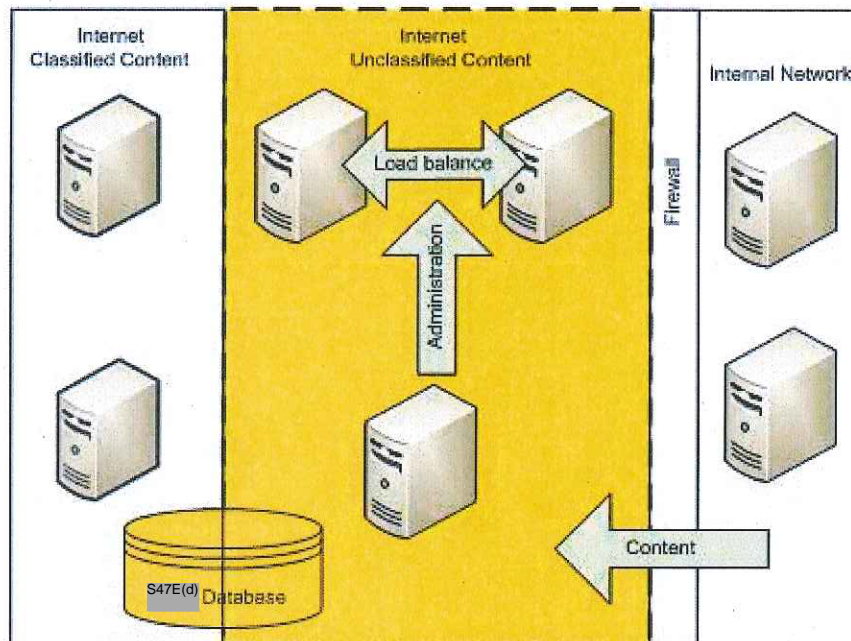 Internet
Classified Content
Internet
Unclassified Content
Internal Network
Load balance
Firewall
Administration
Content
S47E(d) Database